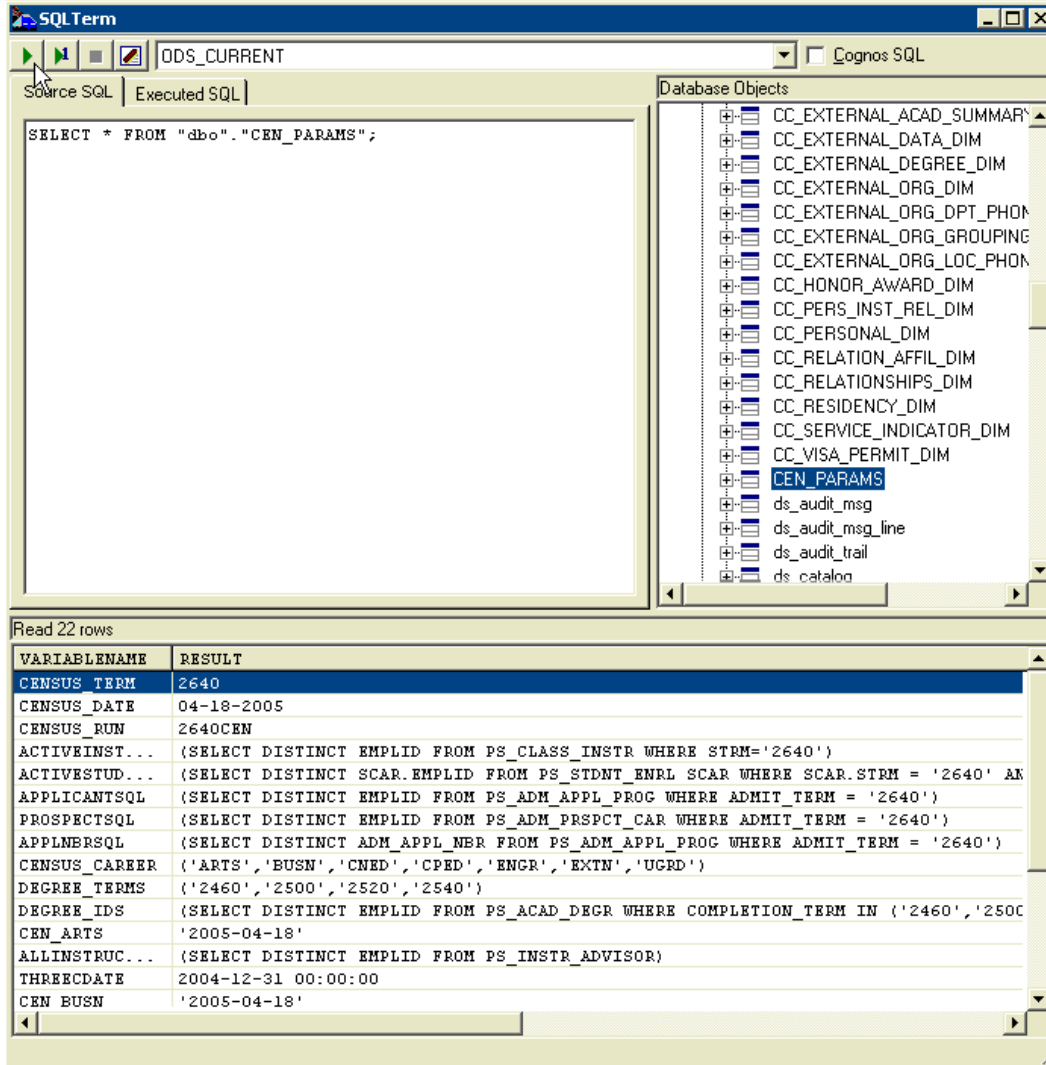 SQLTerm
ODS_CURRENT
Cognos SQL
Source SQL
Executed SQL
SELECT * FROM "dbo"."CEN_PARAMS";
Database Objects
CC_EXTERNAL_ACAD_SUMMARY
CC_EXTERNAL_DATA_DIM
CC_EXTERNAL_DEGREE_DIM
CC_EXTERNAL_ORG_DIM
CC_EXTERNAL_ORG_DPT_PHON
CC_EXTERNAL_ORG_GROUPING
CC_EXTERNAL_ORG_LOC_PHON
CC_HONOR_AWARD_DIM
CC_PERS_INST_REL_DIM
CC_PERSONAL_DIM
CC_RELATION_AFFIL_DIM
CC_RELATIONSHIPS_DIM
CC_RESIDENCY_DIM
CC_SERVICE_INDICATOR_DIM
CC_VISA_PERMIT_DIM
CEN_PARAMS
ds_audit_msg
ds_audit_msg_line
ds_audit_trail
ds_catalog
Read 22 rows
VARIABLENAME RESULT
CENSUS_TERM 2640
CENSUS_DATE 04-18-2005
CENSUS_RUN 2640CEN
ACTIVEINST... (SELECT DISTINCT EMPLID FROM PS_CLASS_INSTR WHERE STRM='2640')
ACTIVESTUD... (SELECT DISTINCT SCAR.EMPLID FROM PS_STDNT_ENRL SCAR WHERE SCAR.STRM = '2640' AN
APPLICANTSQL (SELECT DISTINCT EMPLID FROM PS_ADM_APPL_PROG WHERE ADMIT_TERM = '2640')
PROSPECTSQL (SELECT DISTINCT EMPLID FROM PS_ADM_PRSPCT_CAR WHERE ADMIT_TERM = '2640')
APPLNBRSQL (SELECT DISTINCT ADM_APPL_NBR FROM PS_ADM_APPL_PROG WHERE ADMIT_TERM = '2640')
CENSUS_CAREER ('ARTS','BUSN','CNED','CPED','ENGR','EXTN','UGRD')
DEGREE_TERMS ('2460','2500','2520','2540')
DEGREE_IDS (SELECT DISTINCT EMPLID FROM PS_ACAD_DEGR WHERE COMPLETION_TERM IN ('2460','2500
CEN_ARTS '2005-04-18'
ALLINSTRUC... (SELECT DISTINCT EMPLID FROM PS_INSTR_ADVISOR)
THREECDATE 2004-12-31 00:00:00
CEN_BUSN '2005-04-18'